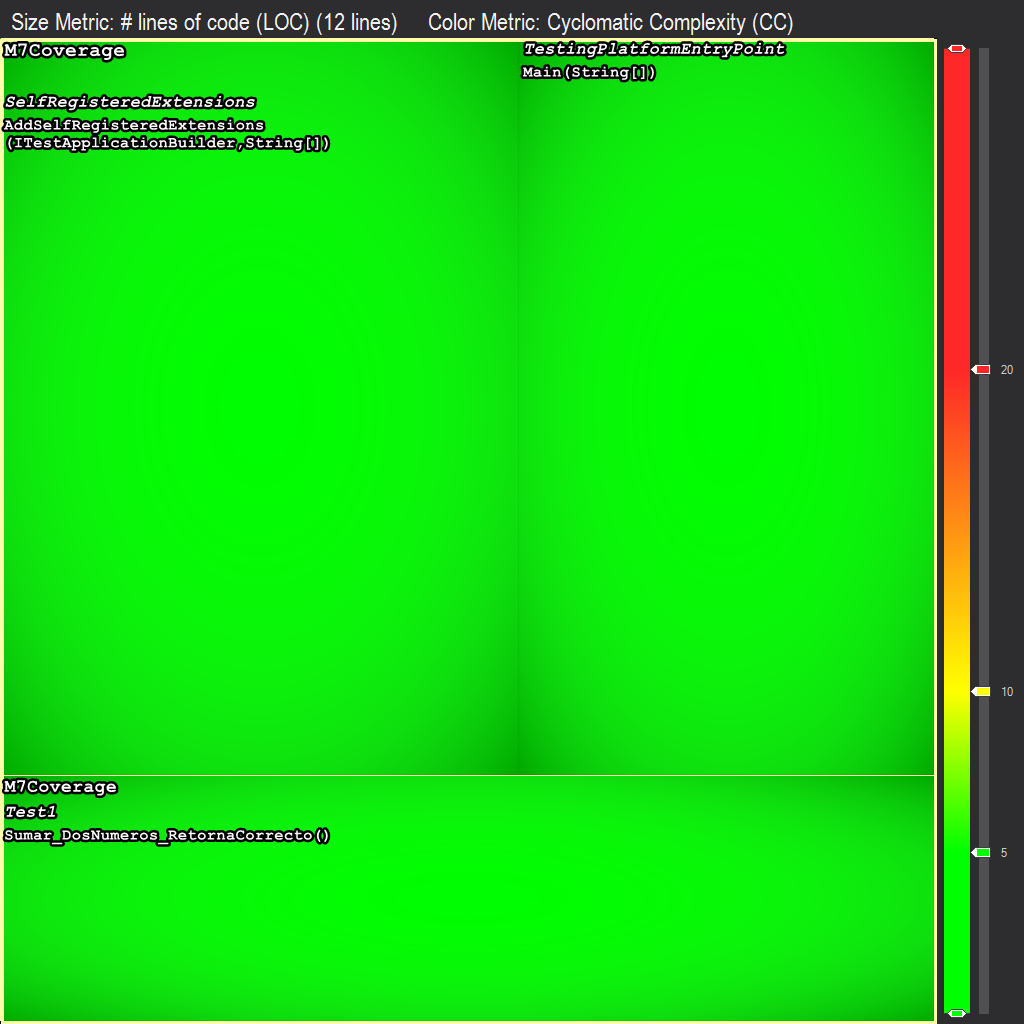 Size Metric: # lines of code (LOC) (12 lines) Color Metric: Cyclomatic Complexity (CC)
M7Coverage
SelfRegisteredExtensions
AddSelfRegisteredExtensions
(ITestApplicationBuilder,String[])
TestingPlatformEntryPoint
Main(String[])
M7Coverage
Test1
Sumar_DosNumeros_RetornaCorrecto()
20
10
5